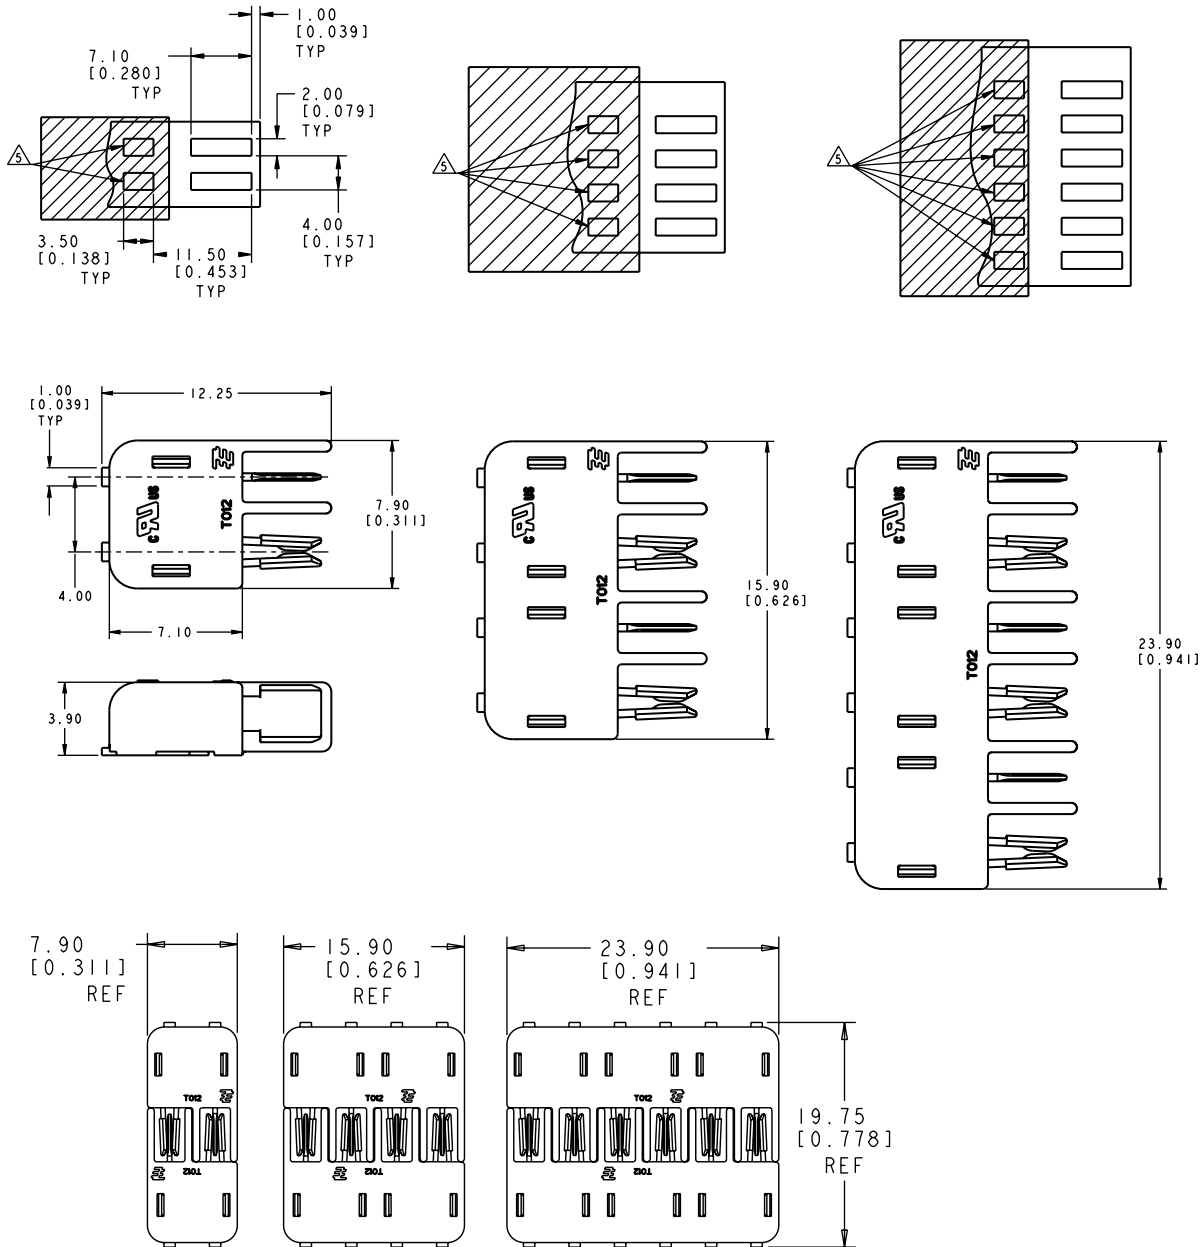 1.00
[0.039]
TYP
7.10
[0.280]
TYP
2.00
[0.079]
TYP
5
3.50
[0.138]
TYP
11.50
[0.453]
TYP
4.00
[0.157]
TYP
5
5
1.00
[0.039]
TYP
12.25
7.90
[0.311]
4.00
7.10
C
US
T012
3.90
C
US
T012
15.90
[0.626]
C
US
T012
23.90
[0.941]
7.90
[0.311]
REF
15.90
[0.626]
REF
23.90
[0.941]
REF
T012
T012
T012
T012
T012
T012
19.75
[0.778]
REF